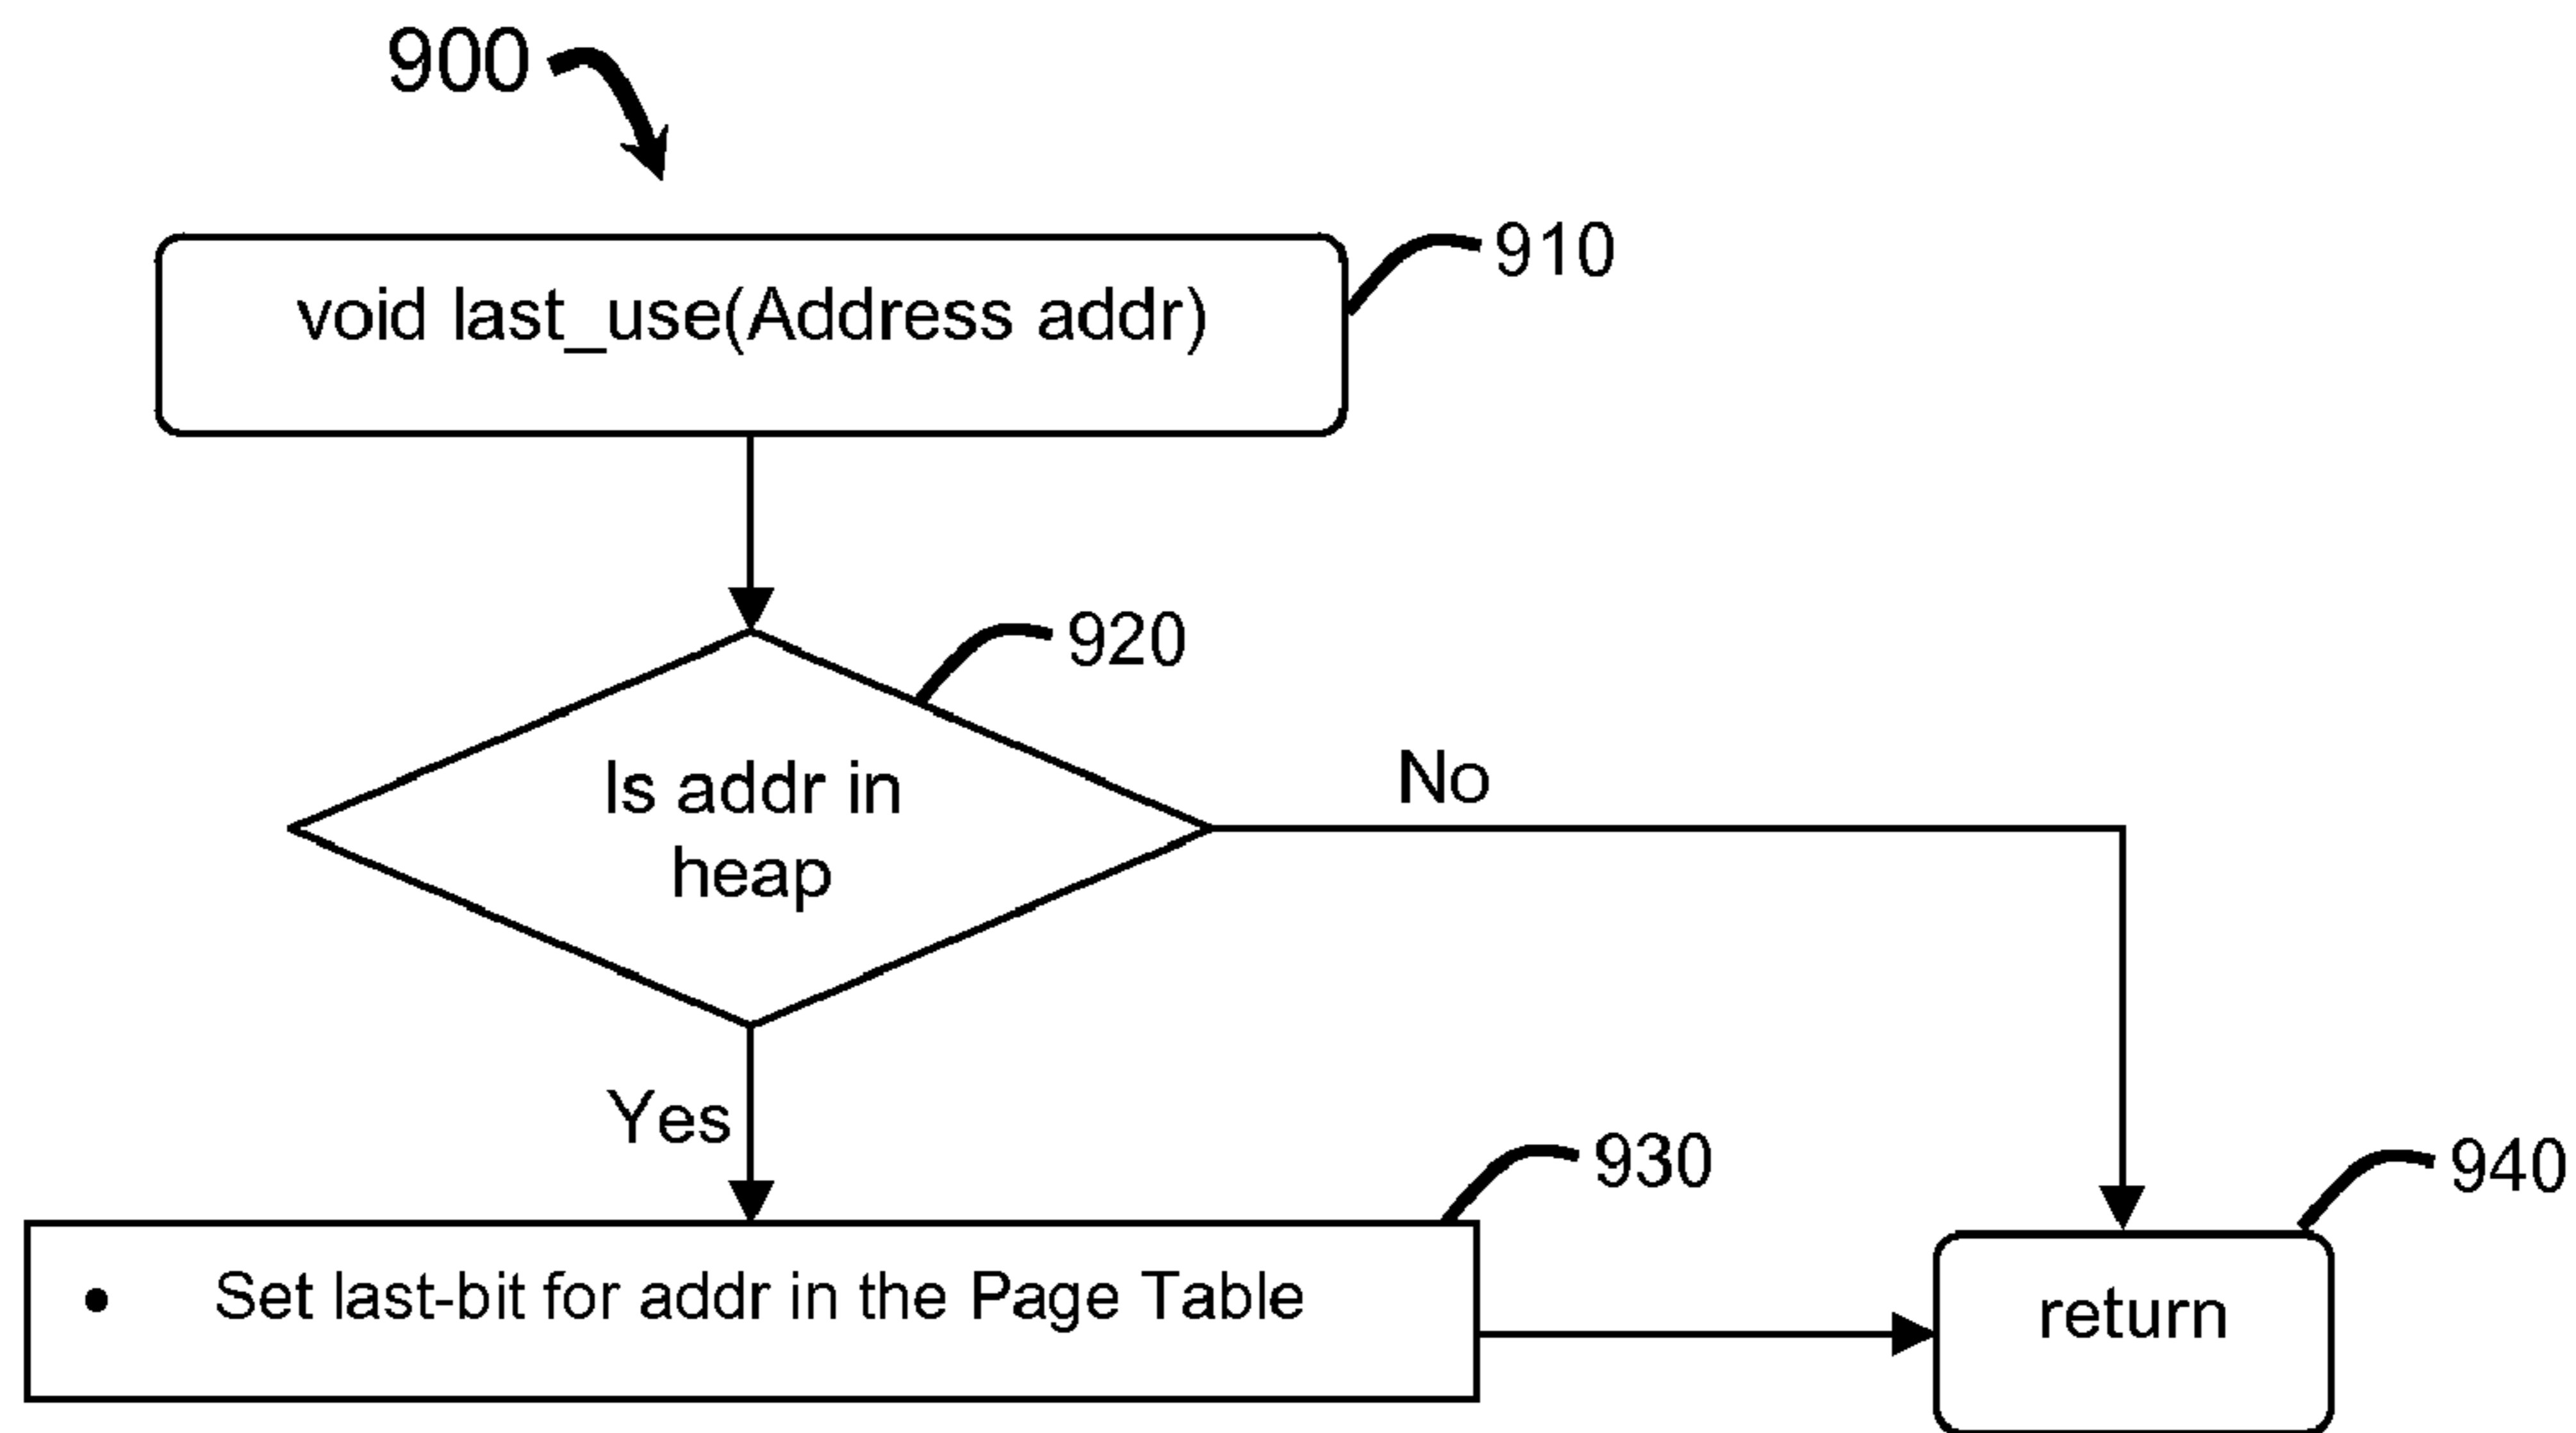 900
void last_use(Address addr)
910
920
Is addr in
heap
No
Yes
930
940
• Set last-bit for addr in the Page Table
return